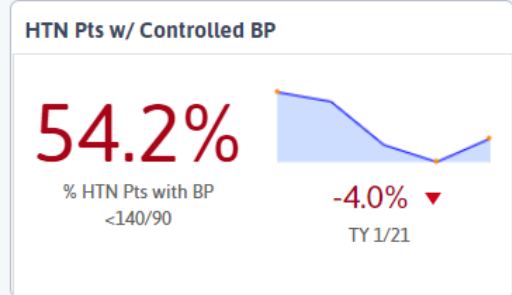 HTN Pts w/ Controlled BP
54.2%
% HTN Pts with BP
<140/90
-4.0% ▼
TY 1/21